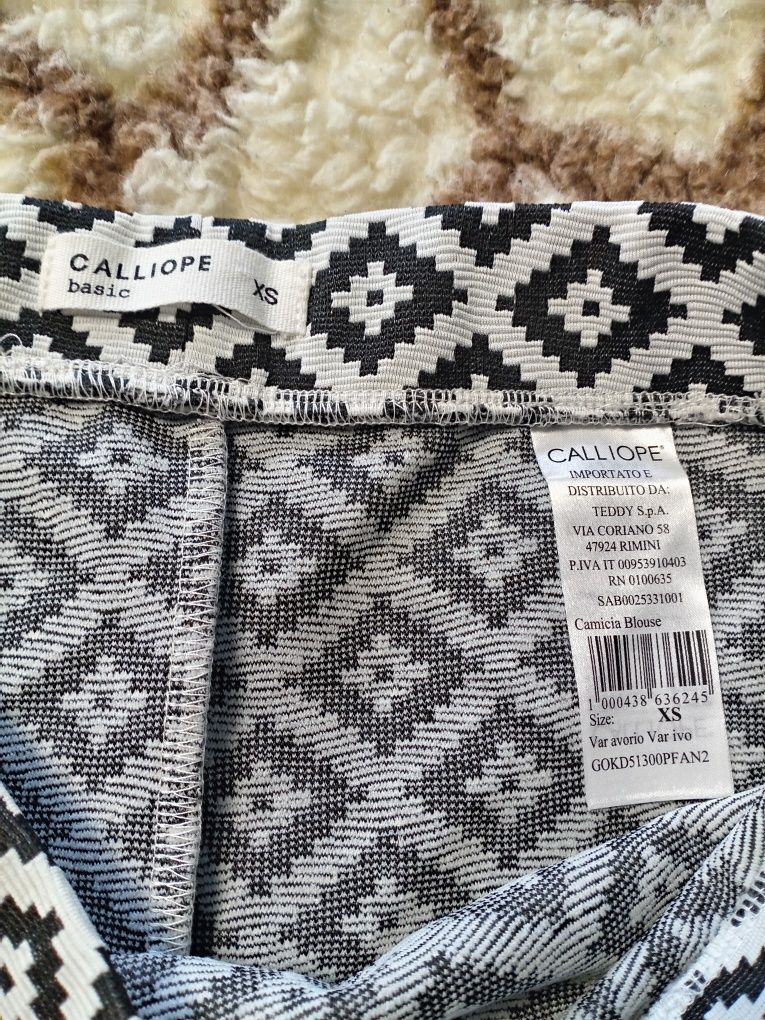 CALLIOPE
basic
XS
CALLIOPE®
IMPORTATO E
DISTRIBUITO DA:
TEDDY S.p.A.
VIA CORIANO 58
47924 RIMINI
P.IVA IT 00953910403
RN 0100635
SAB0025331001
Camicia Blouse
1 000438 636245
Size: XS
Var avorio Var ivo
GOKD51300PFAN2